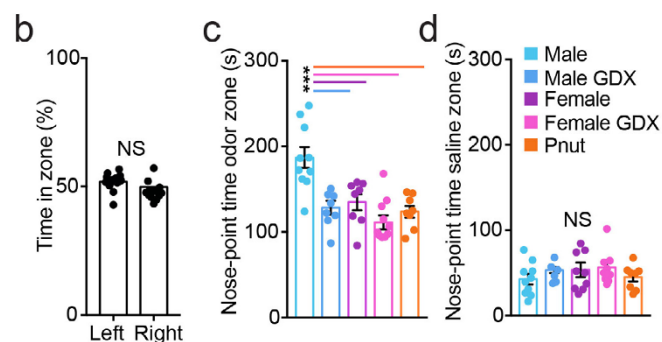 b
Time in zone (%)
100
50
0
NS
Left Right
c
Nose-point time odor zone (s)
300
200
100
0
***
d
Nose-point time saline zone (s)
300
200
100
0
Male
Male GDX
Female
Female GDX
Pnut
NS